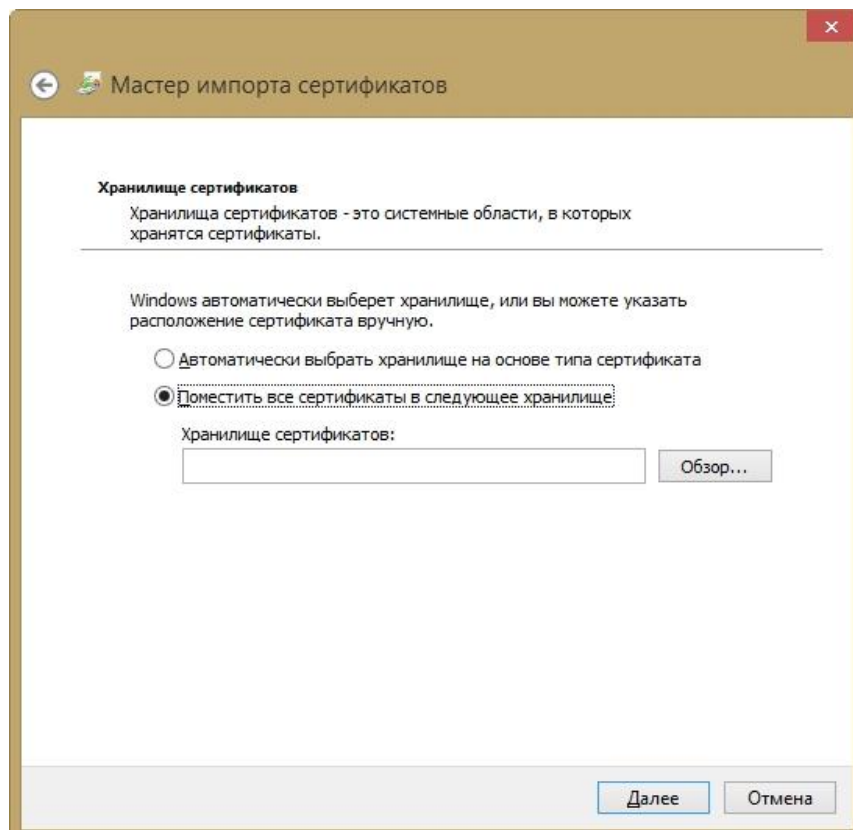 Мастер импорта сертификатов
Хранилище сертификатов
Хранилища сертификатов - это системные области, в которых
хранятся сертификаты.
Windows автоматически выберет хранилище, или вы можете указать
расположение сертификата вручную.
Автоматически выбрать хранилище на основе типа сертификата
Поместить все сертификаты в следующее хранилище
Хранилище сертификатов:
Обзор...
Далее
Отмена